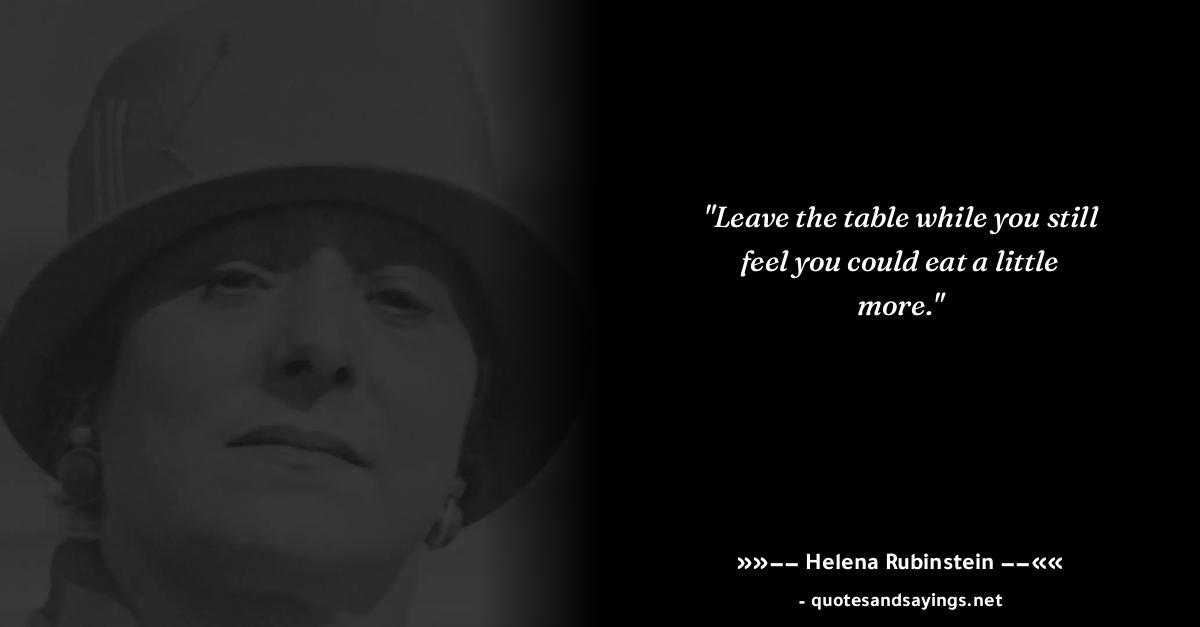 "Leave the table while you still
feel you could eat a little
more."
»»−− Helena Rubinstein −−««
- quotesandsayings.net